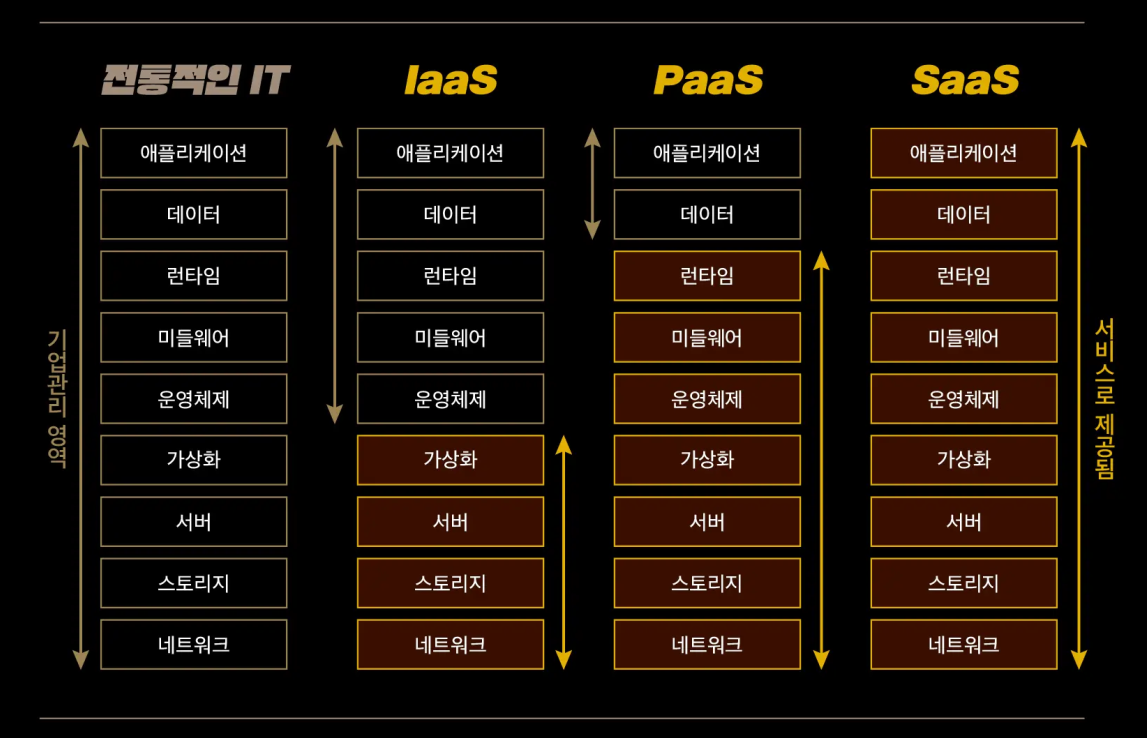 전통적인 IT
기업관리 영역
애플리케이션
데이터
런타임
미들웨어
운영체제
가상화
서버
스토리지
네트워크
IaaS
애플리케이션
데이터
런타임
미들웨어
운영체제
가상화
서버
스토리지
네트워크
PaaS
애플리케이션
데이터
런타임
미들웨어
운영체제
가상화
서버
스토리지
네트워크
SaaS
애플리케이션
데이터
런타임
미들웨어
운영체제
가상화
서버
스토리지
네트워크
서비스로 제공됨